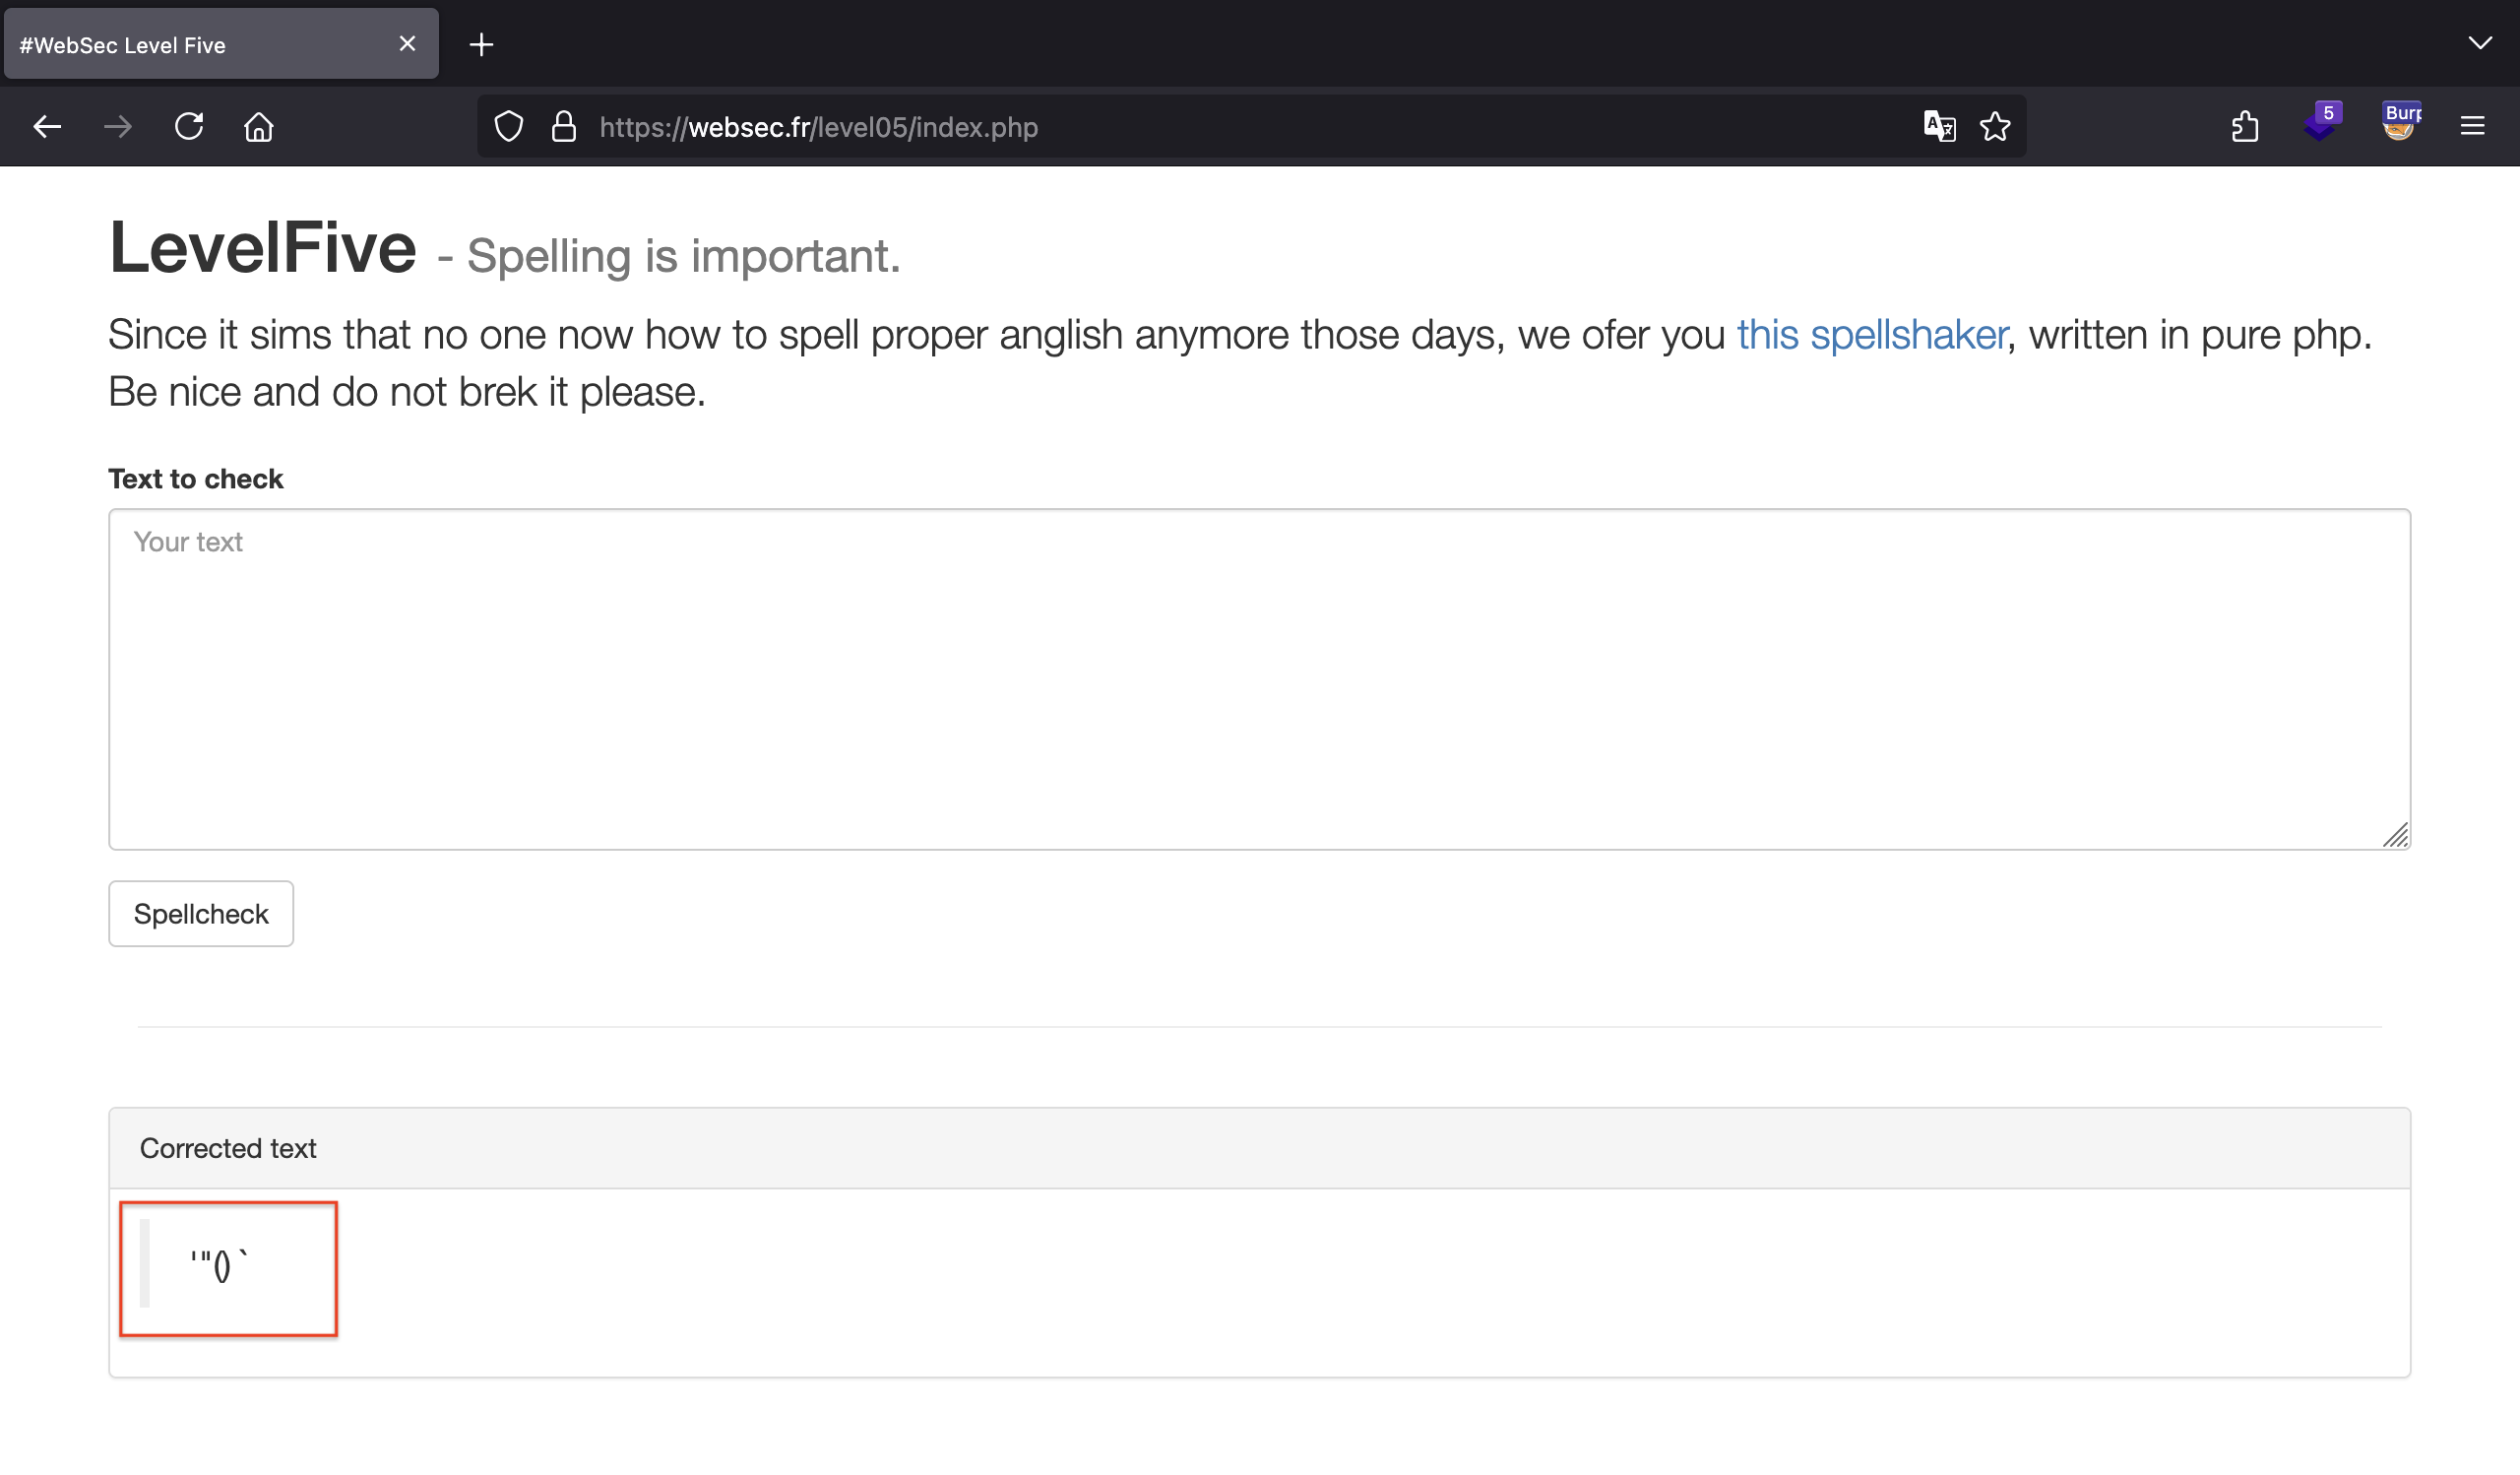 #WebSec Level Five
https://websec.fr/level05/index.php
5
Burp
LevelFive - Spelling is important.
Since it sims that no one now how to spell proper anglish anymore those days, we ofer you this spellshaker, written in pure php.
Be nice and do not brek it please.
Text to check
Your text
Spellcheck
Corrected text
'"()`